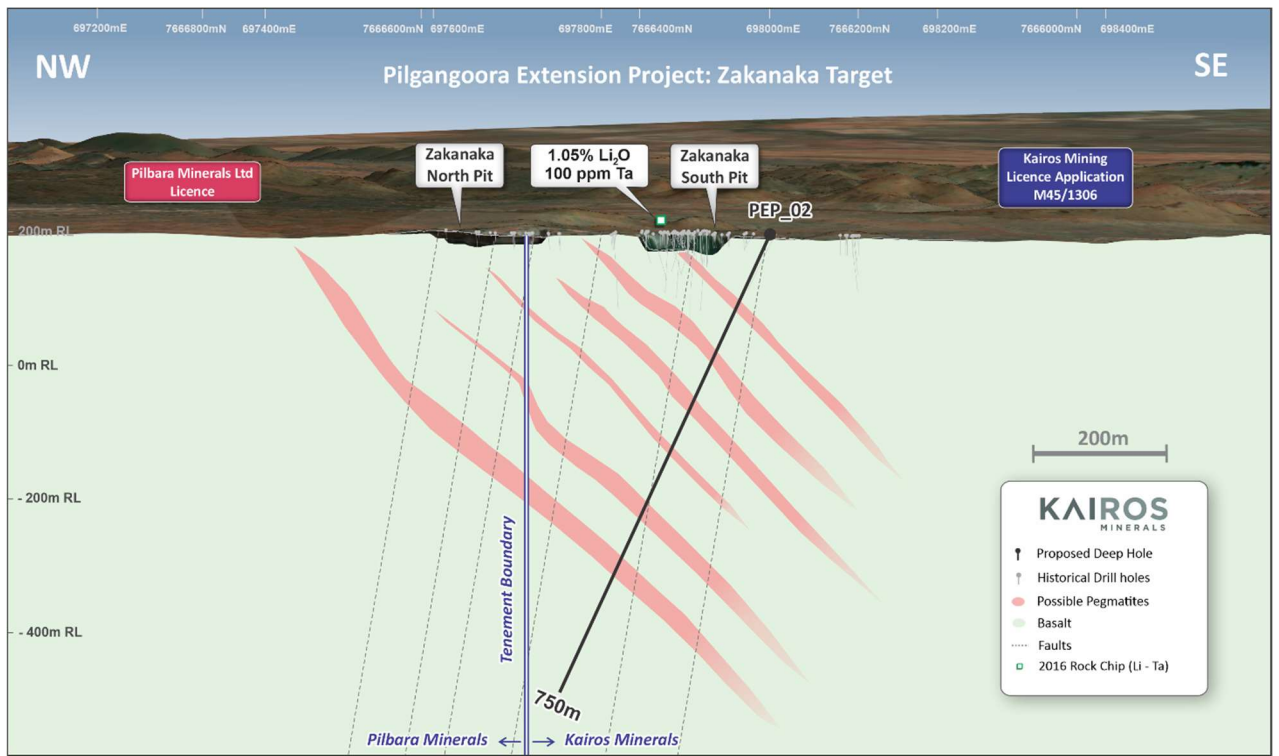 697200mE 7666800mN 697400mE 7666600mN 697600mE 697800mE 7666400mN 698000mE 7666200mN 698200mE 7666000mN 698400mE
NW
SE
Pilgangoora Extension Project: Zakanaka Target
Pilbara Minerals Ltd
Licence
Zakanaka
North Pit
1.05% Li₂O
100 ppm Ta
Zakanaka
South Pit
Kairos Mining
Licence Application
M45/1306
PEP_02
200m RL
0m RL
- 200m RL
- 400m RL
200m
Tenement Boundary
750m
Pilbara Minerals
Kairos Minerals
KAIROS
MINERALS
Proposed Deep Hole
Historical Drill holes
Possible Pegmatites
Basalt
Faults
2016 Rock Chip (Li - Ta)